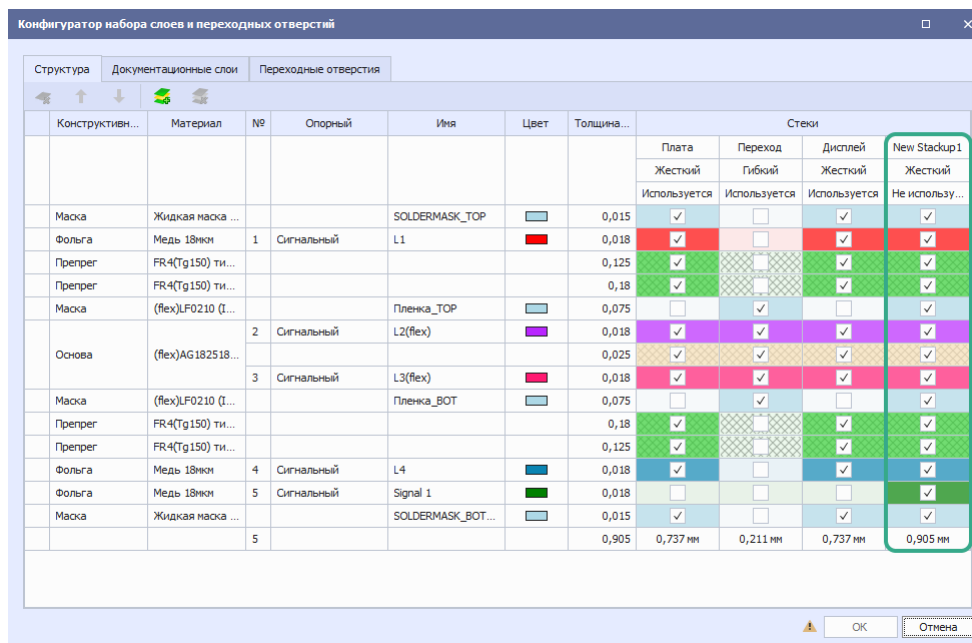 Конфигуратор набора слоев и переходных отверстий
Структура Документационные слои Переходные отверстия
Конструктивн... Материал № Опорный Имя Цвет Толщина... Стеки
Плата Переход Дисплей New Stackup1
Жесткий Гибкий Жесткий Жесткий
Используется Используется Используется Не использу...
Маска Жидкая маска ... SOLDERMASK_TOP 0,015
Фольга Медь 18мкм 1 Сигнальный L1 0,018
Препрег FR4(Tg150) ти... 0,125
Препрег FR4(Tg150) ти... 0,18
Маска (flex)LF0210 (I... Пленка_TOP 0,075
2 Сигнальный L2(flex) 0,018
Основа (flex)AG182518... 0,025
3 Сигнальный L3(flex) 0,018
Маска (flex)LF0210 (I... Пленка_BOT 0,075
Препрег FR4(Tg150) ти... 0,18
Препрег FR4(Tg150) ти... 0,125
Фольга Медь 18мкм 4 Сигнальный L4 0,018
Фольга Медь 18мкм 5 Сигнальный Signal 1 0,018
Маска Жидкая маска ... SOLDERMASK_BOT... 0,015
5 0,905 0,737 мм 0,211 мм 0,737 мм 0,905 мм
ОК Отмена